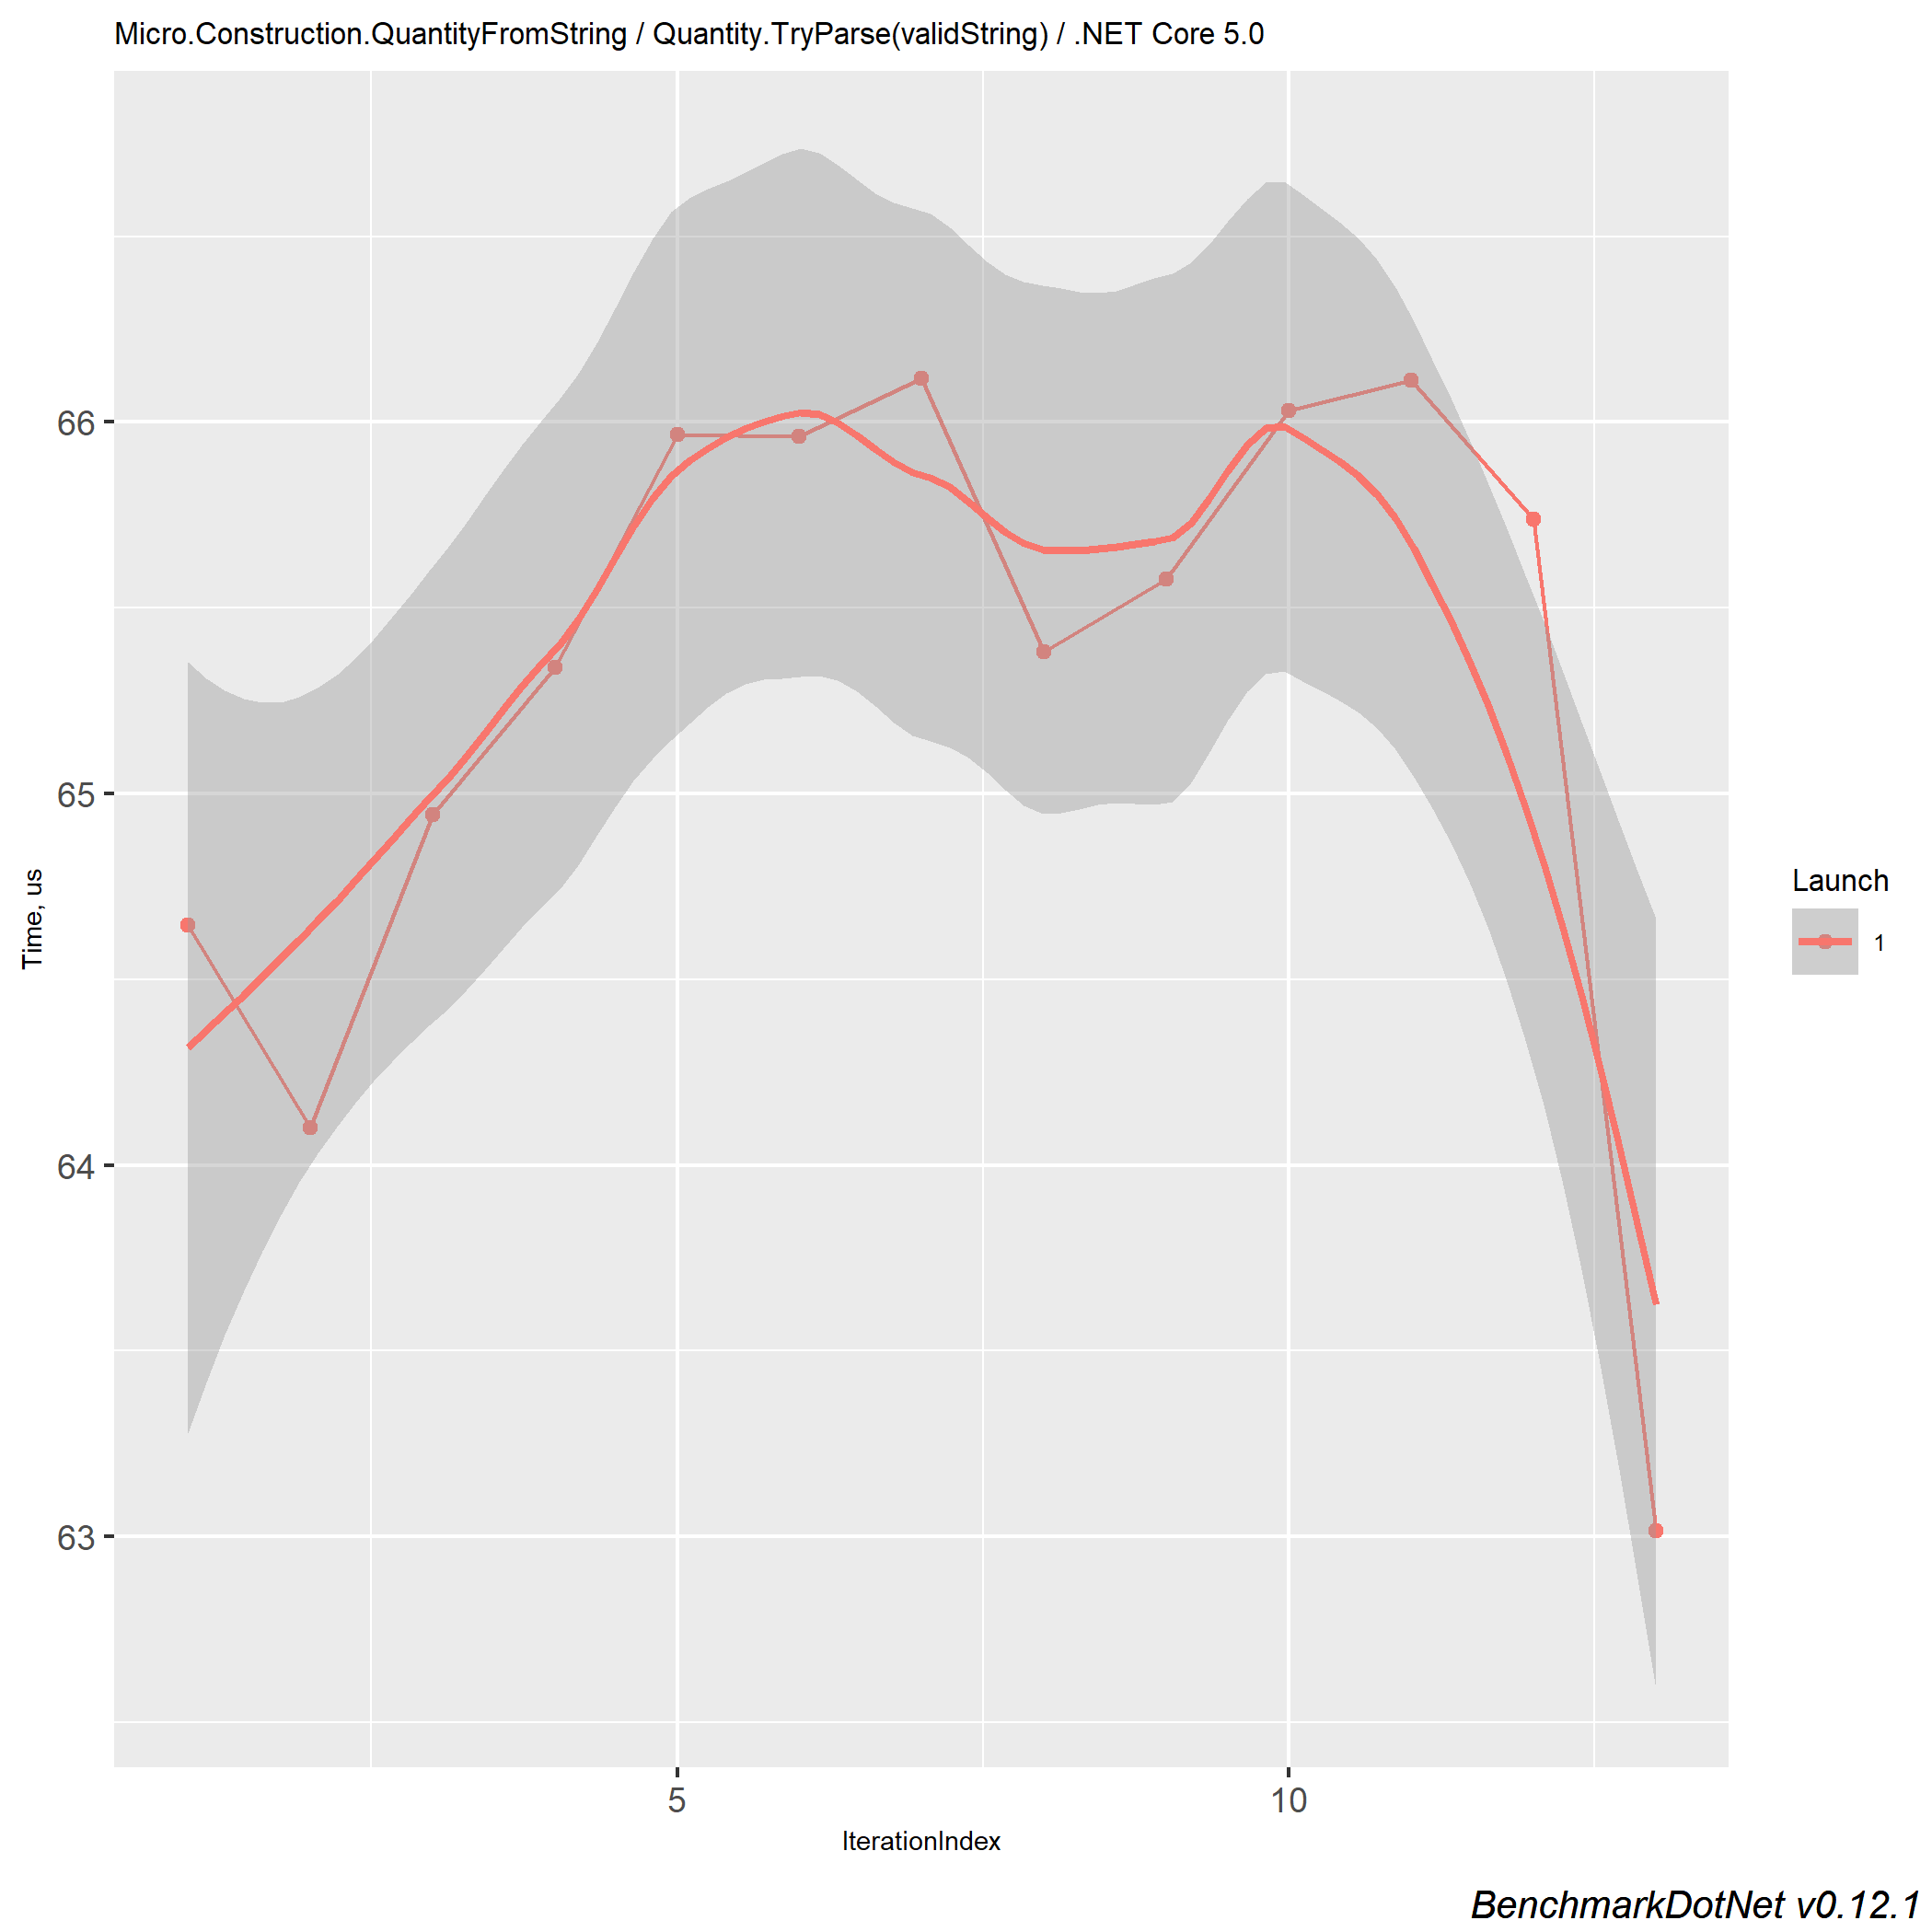 Micro.Construction.QuantityFromString / Quantity.TryParse(validString) / .NET Core 5.0
66
65
64
63
Time, us
5
10
IterationIndex
Launch
1
BenchmarkDotNet v0.12.1